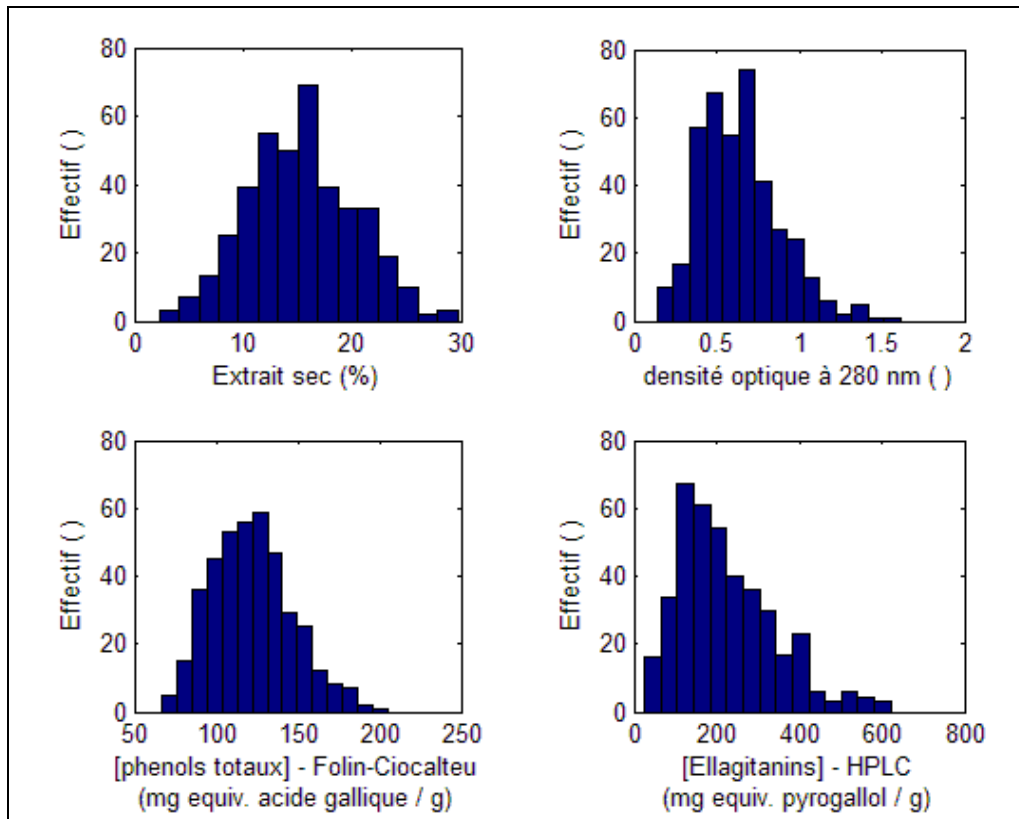 80
60
40
20
0
Effectif ( )
0 10 20 30
Extrait sec (%)
80
60
40
20
0
Effectif ( )
0 0.5 1 1.5 2
densité optique à 280 nm ( )
80
60
40
20
0
Effectif ( )
50 100 150 200 250
[phenols totaux] - Folin-Ciocalteu
(mg equiv. acide gallique / g)
80
60
40
20
0
Effectif ( )
0 200 400 600 800
[Ellagitanins] - HPLC
(mg equiv. pyrogallol / g)